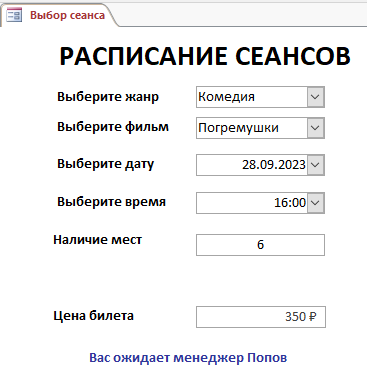 Выбор сеанса
РАСПИСАНИЕ СЕАНСОВ
Выберите жанр Комедия
Выберите фильм Погремушки
Выберите дату 28.09.2023
Выберите время 16:00
Наличие мест 6
Цена билета 350 ₽
Вас ожидает менеджер Попов